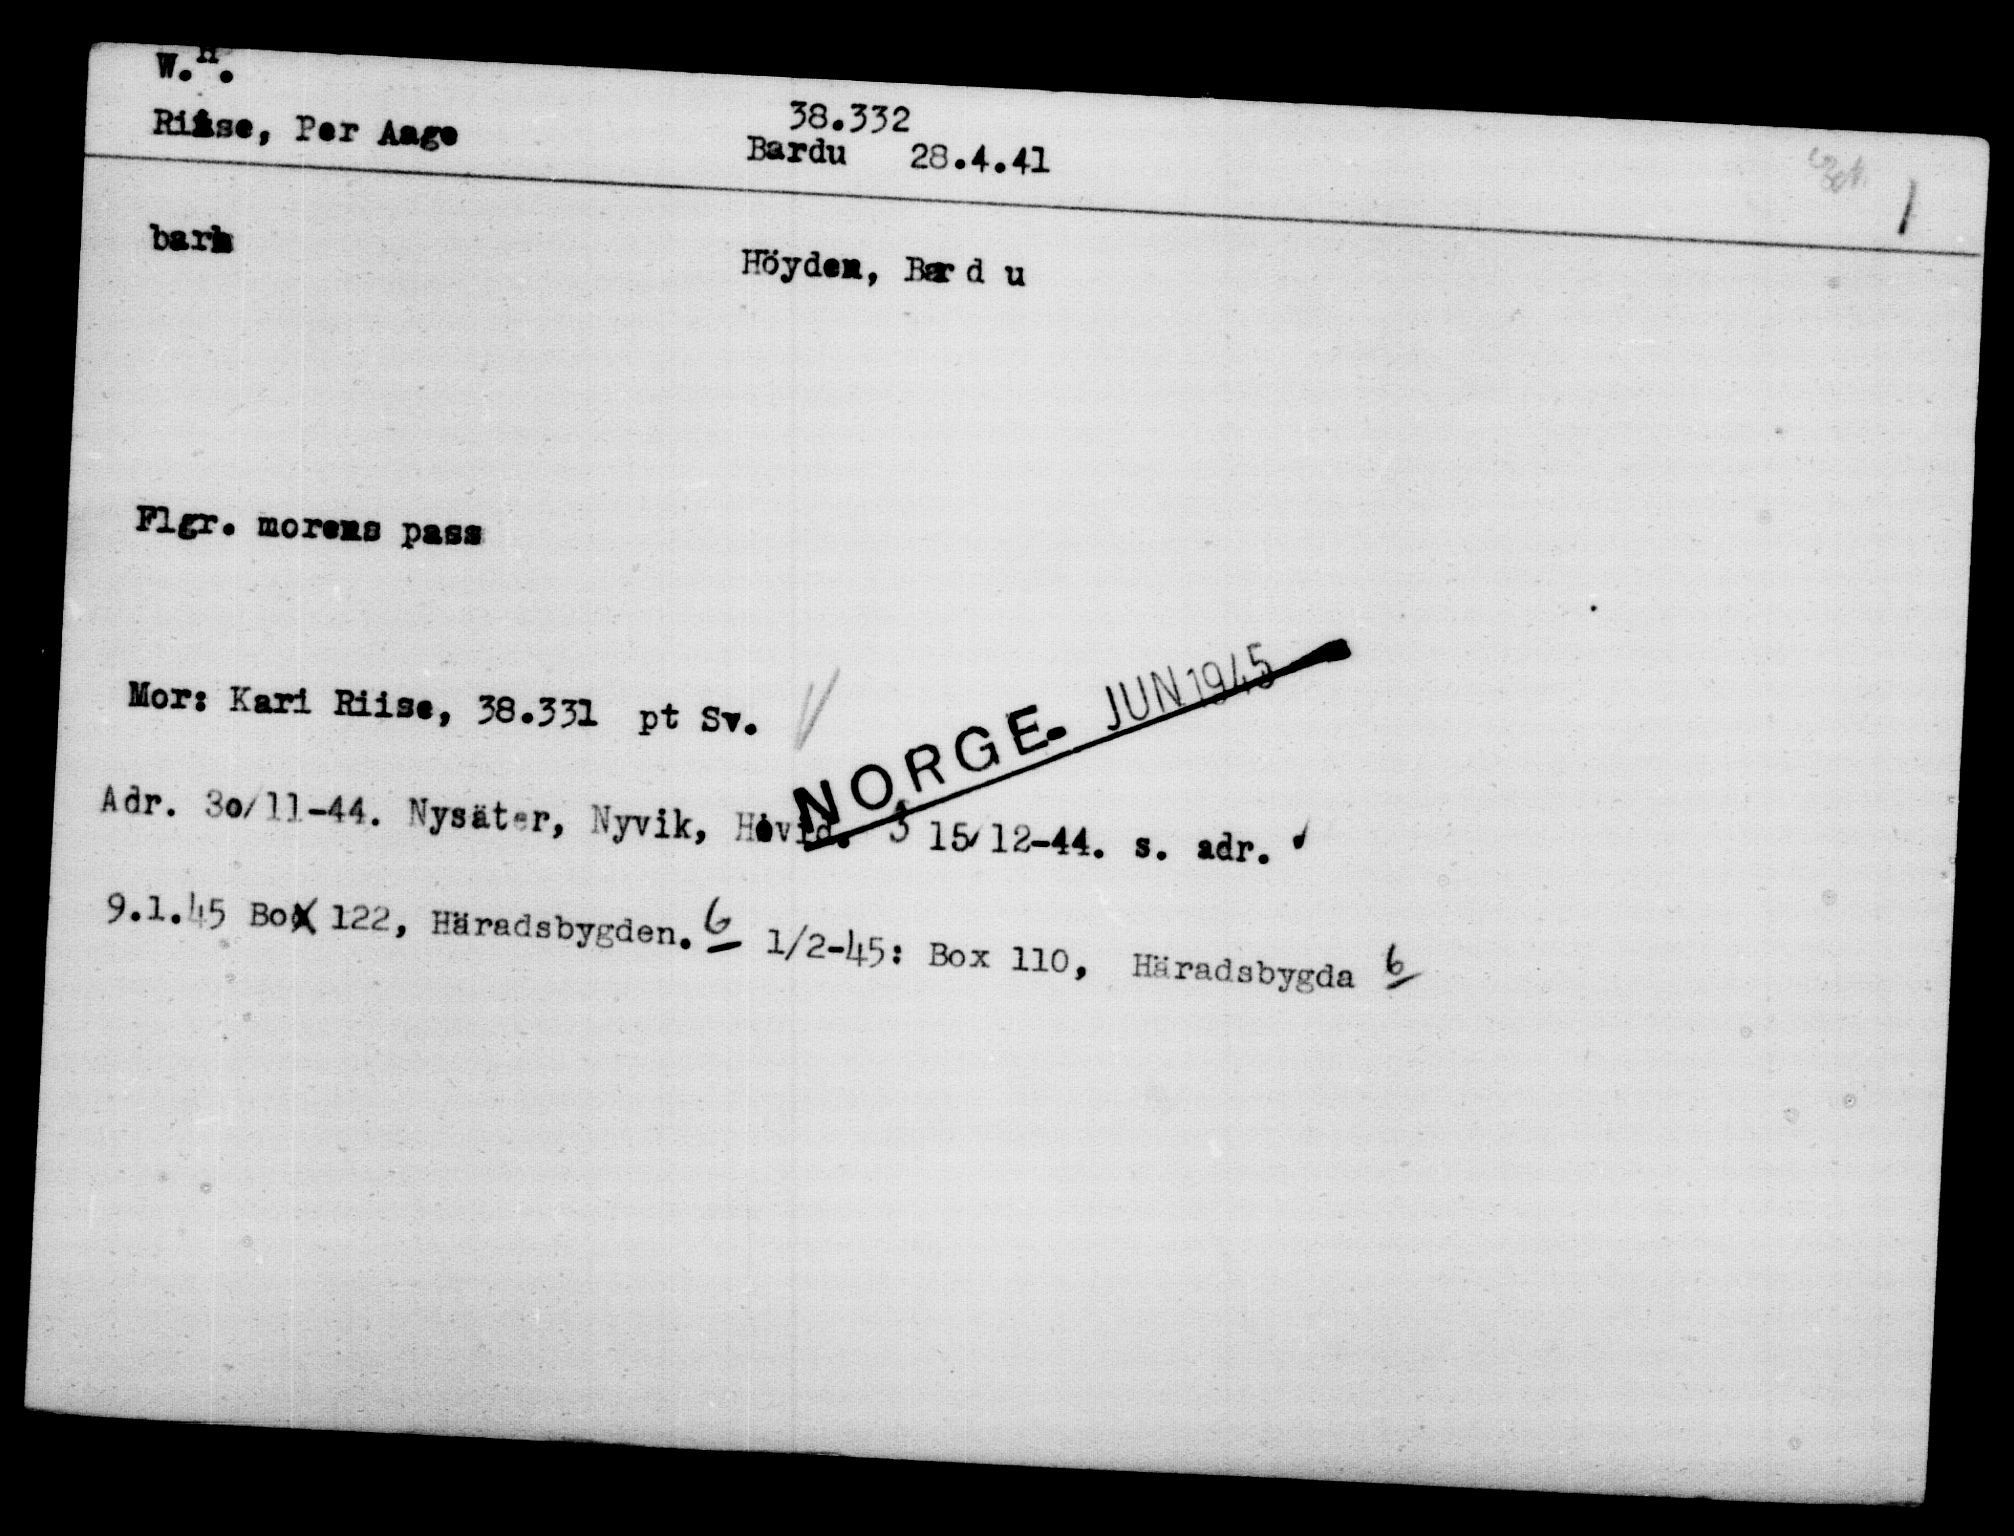 W.H.
38.332
Riise, Per Aage Bardu 28.4.41
1
barn
Höyden, Bardu
Flgr. morens pass
Mor: Kari Riise, 38.331 pt Sv.
NORGE. JUN 1945
Adr. 30/11-44. Nysäter, Nyvik, 3 15/12-44. s. adr.
9.1.45 Box 122, Häradsbygden. 6 1/2-45: Box 110, Häradsbygda 6